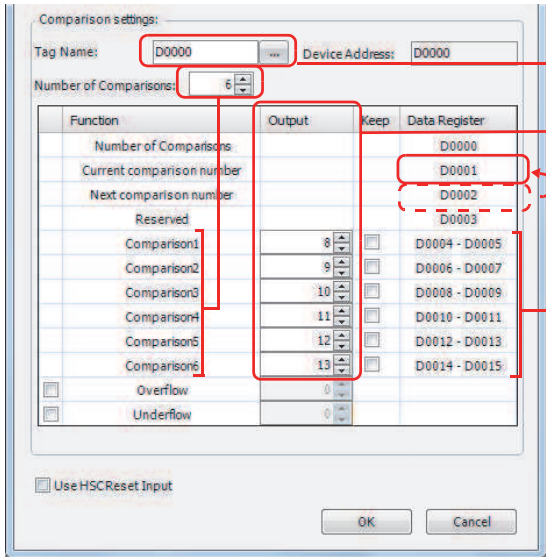 Comparison settings:
Tag Name: D0000 ... Device Address: D0000
Number of Comparisons: 6
Function Output Keep Data Register
Number of Comparisons D0000
Current comparison number D0001
Next comparison number D0002
Reserved D0003
Comparison1 8 D0004 - D0005
Comparison2 9 D0006 - D0007
Comparison3 10 D0008 - D0009
Comparison4 11 D0010 - D0011
Comparison5 12 D0012 - D0013
Comparison6 13 D0014 - D0015
Overflow 0
Underflow 0
Use HSCReset Input
OK Cancel